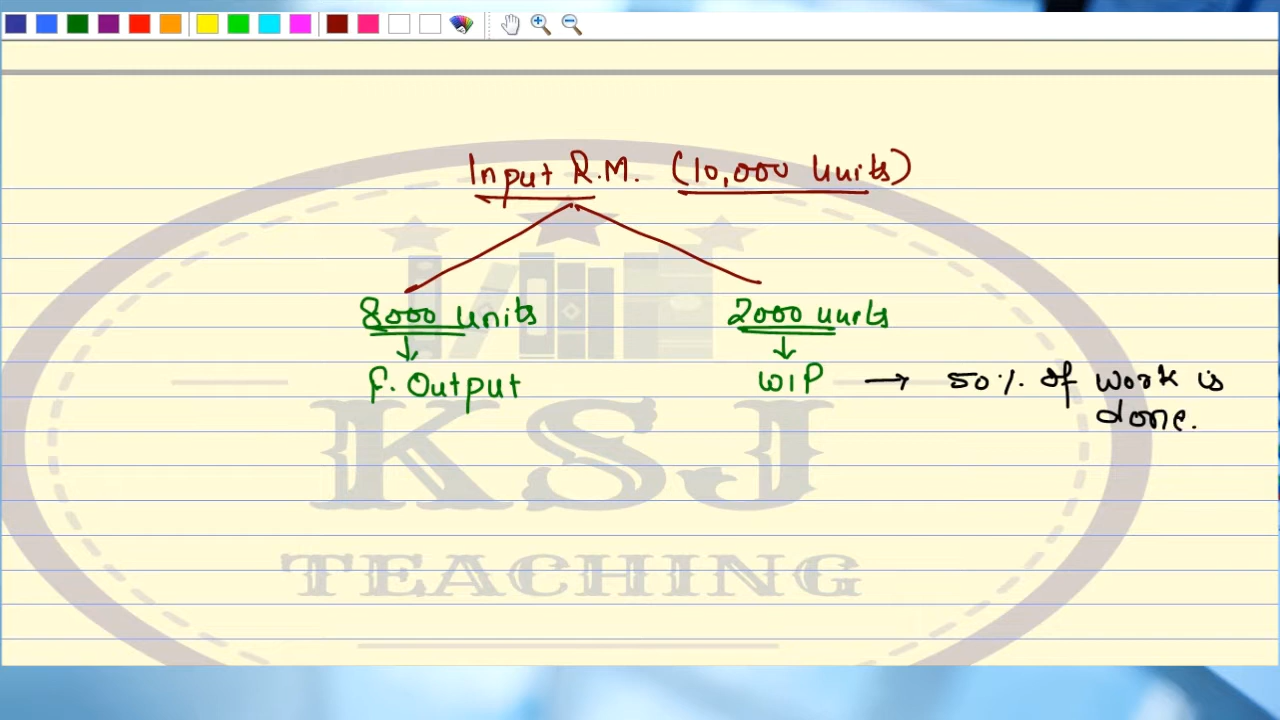 Input R.M. (10,000 Units)
8000 Units
2000 units
F. Output
WIP → 50% Of work is
done.
KSJ
TEACHING